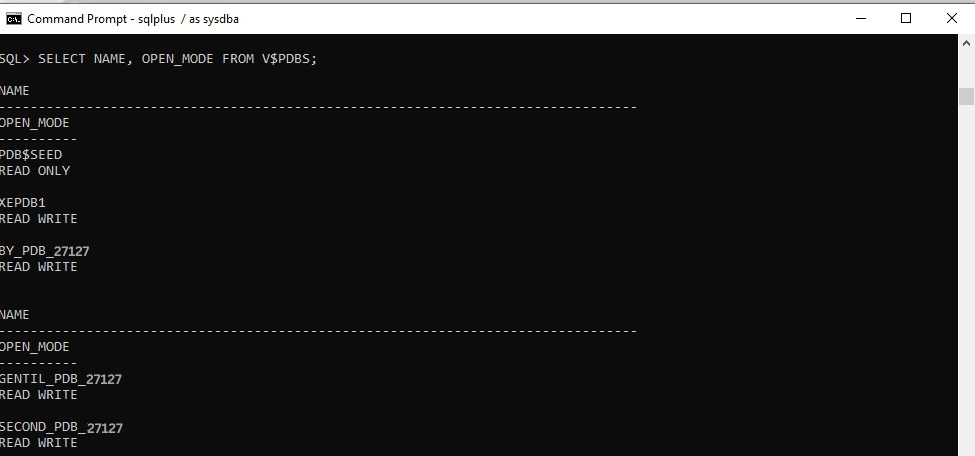 Command Prompt - sqlplus / as sysdba
SQL> SELECT NAME, OPEN_MODE FROM V$PDBS;
NAME
--------------------------------------------------------------------------------
OPEN_MODE
----------
PDB$SEED
READ ONLY
XEPDB1
READ WRITE
BY_PDB_27127
READ WRITE
NAME
--------------------------------------------------------------------------------
OPEN_MODE
----------
GENTIL_PDB_27127
READ WRITE
SECOND_PDB_27127
READ WRITE